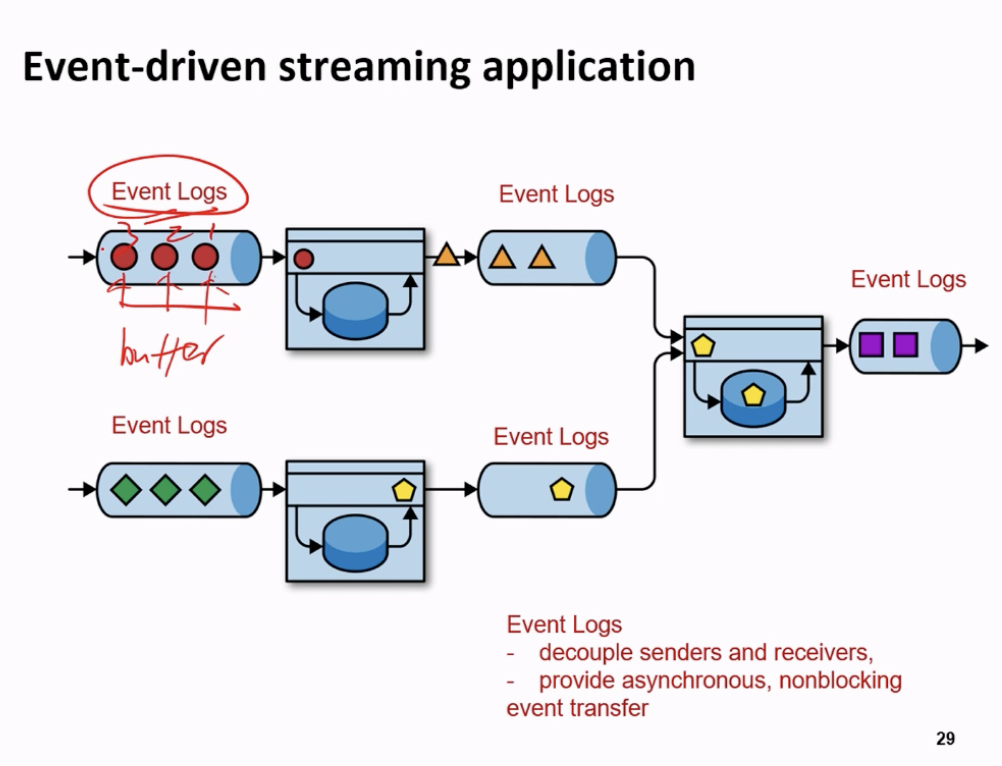 Event-driven streaming application
Event Logs
Event Logs
3 2 1
buffer
Event Logs
Event Logs
Event Logs
Event Logs
- decouple senders and receivers,
- provide asynchronous, nonblocking
event transfer
29